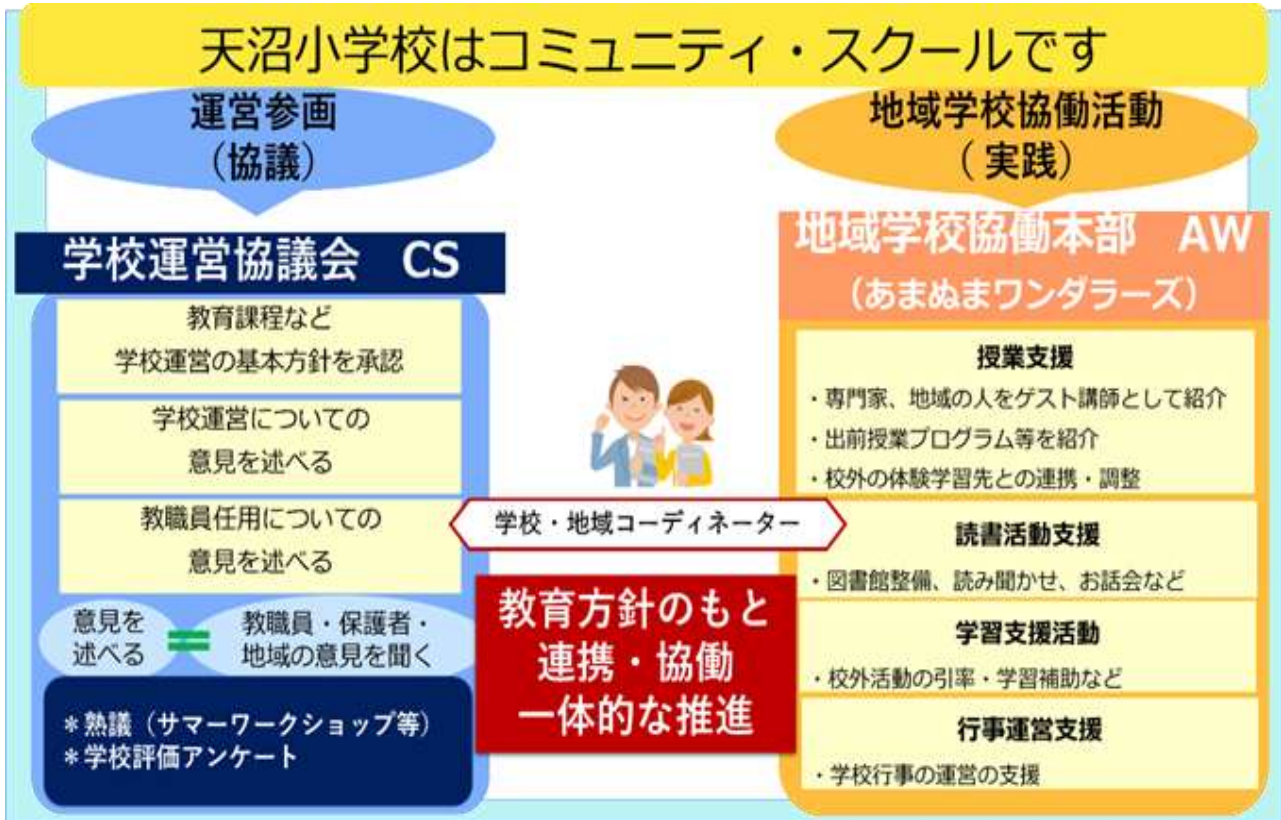 天沼小学校はコミュニティ・スクールです
運営参画
（協議）
学校運営協議会　CS
教育課程など
学校運営の基本方針を承認
学校運営についての
意見を述べる
教職員任用についての
意見を述べる
意見を
述べる
=
教職員・保護者・
地域の意見を聞く
＊熟議（サマーワークショップ等）
＊学校評価アンケート
学校・地域コーディネーター
教育方針のもと
連携・協働
一体的な推進
地域学校協働活動
（ 実践）
地域学校協働本部　AW
（あまぬまワンダラーズ）
授業支援
・専門家、地域の人をゲスト講師として紹介
・出前授業プログラム等を紹介
・校外の体験学習先との連携・調整
読書活動支援
・図書館整備、読み聞かせ、お話会など
学習支援活動
・校外活動の引率・学習補助など
行事運営支援
・学校行事の運営の支援